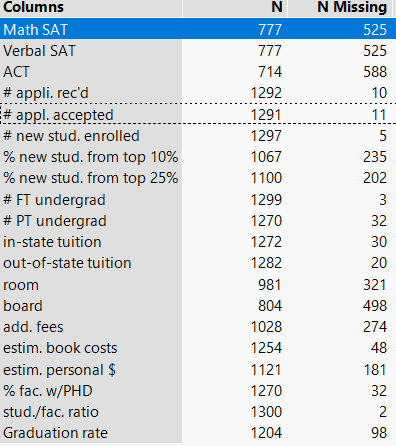 Columns N N Missing
Math SAT 777 525
Verbal SAT 777 525
ACT 714 588
# appli. rec'd 1292 10
# appl. accepted 1291 11
# new stud. enrolled 1297 5
% new stud. from top 10% 1067 235
% new stud. from top 25% 1100 202
# FT undergrad 1299 3
# PT undergrad 1270 32
in-state tuition 1272 30
out-of-state tuition 1282 20
room 981 321
board 804 498
add. fees 1028 274
estim. book costs 1254 48
estim. personal $ 1121 181
% fac. w/PHD 1270 32
stud./fac. ratio 1300 2
Graduation rate 1204 98